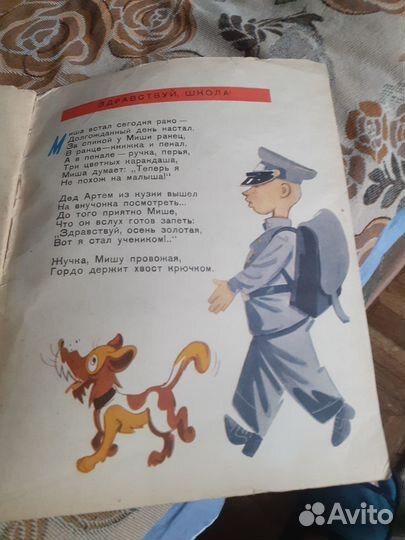 ЗДРАВСТВУЙ, ШКОЛА!
Миша встал сегодня рано —
Долгожданный день настал.
За спиной у Миши ранец,
В ранце — книжка и пенал,
А в пенале — ручка, перья,
Три цветных карандаша,
Миша думает: „Теперь я
Не похож на малыша!"
Дед Артем из кузни вышел
На внучонка посмотреть...
До того приятно Мише,
Что он вслух готов запеть:
„Здравствуй, осень золотая,
Вот я стал учеником!.."
Жучка, Мишу провожая,
Гордо держит хвост крючком.
Avito